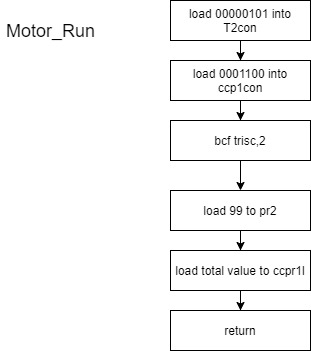 Motor_Run
load 00000101 into
T2con
load 0001100 into
ccp1con
bcf trisc,2
load 99 to pr2
load total value to ccpr1l
return